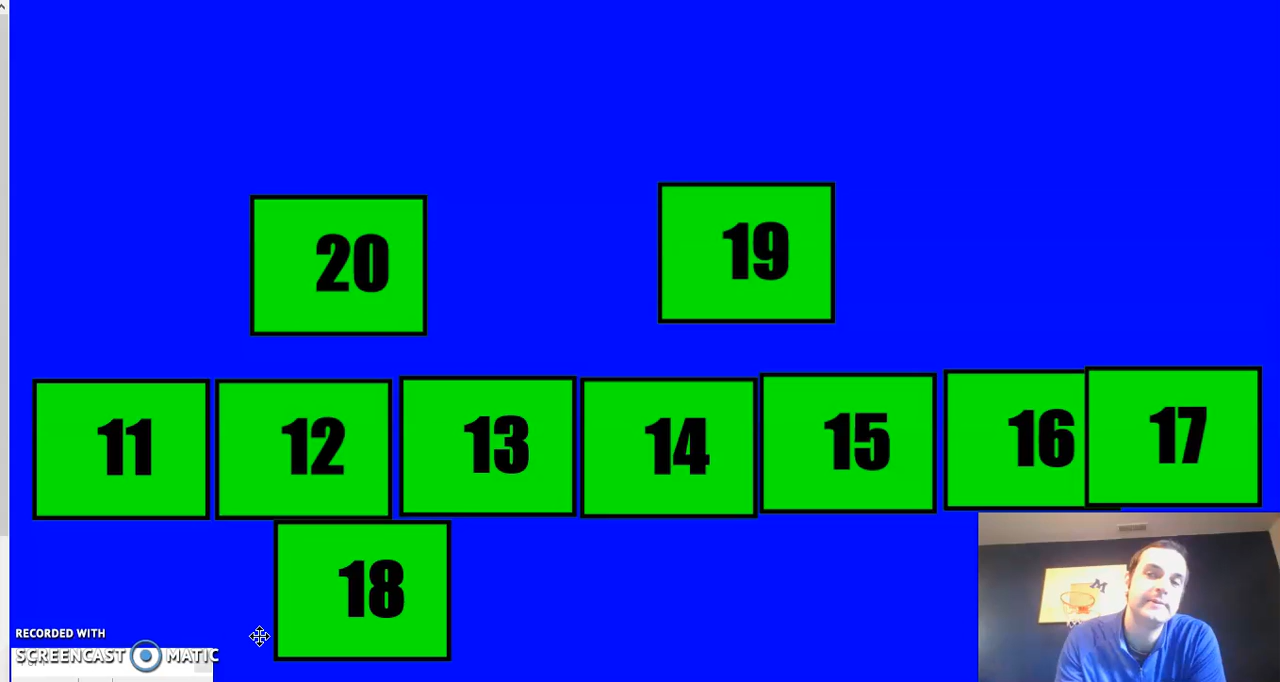 20
19
11 12 13 14 15 16 17
18
M
RECORDED WITH
SCREENCAST MATIC